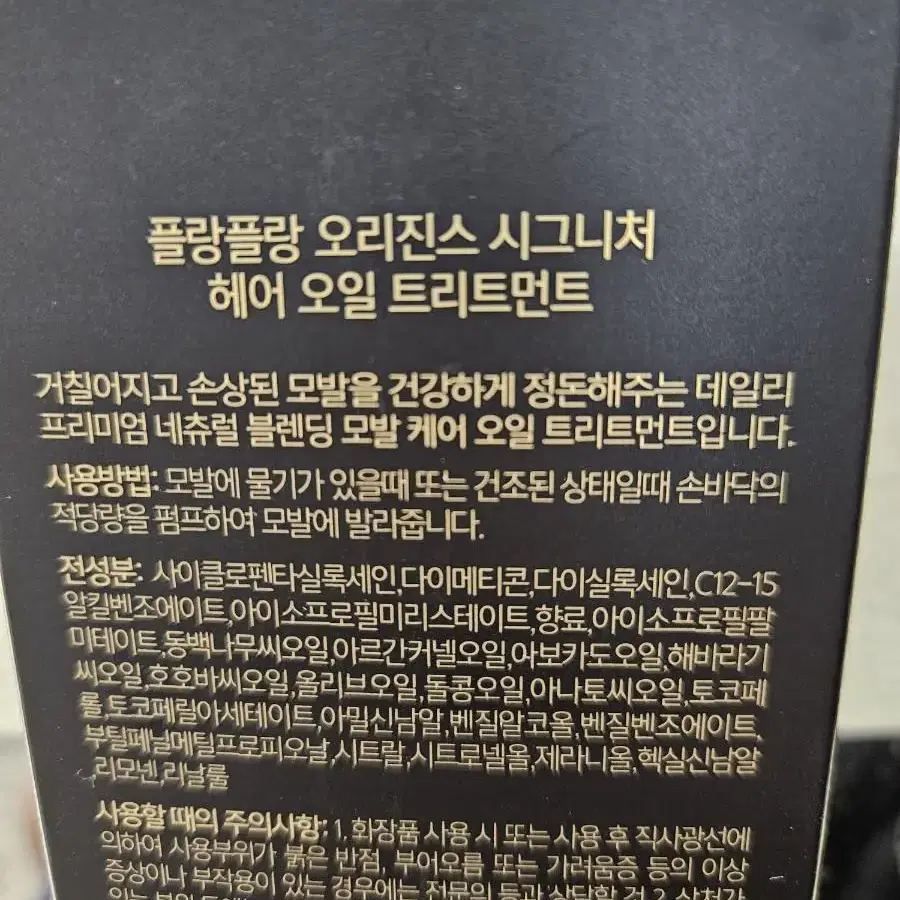 플랑플랑 오리진스 시그니처
헤어 오일 트리트먼트
거칠어지고 손상된 모발을 건강하게 정돈해주는 데일리
프리미엄 네츄럴 블렌딩 모발 케어 오일 트리트먼트입니다.
사용방법: 모발에 물기가 있을때 또는 건조된 상태일때 손바닥의
적당량을 펌프하여 모발에 발라줍니다.
전성분: 사이클로펜타실록세인,다이메티콘,다이실록세인,C12-15
알킬벤조에이트,아이소프로필미리스테이트,향료,아이소프로필팔
미테이트,동백나무씨오일,아르간커넬오일,아보카도오일,해바라기
씨오일,호호바씨오일,올리브오일,돌콩오일,아나토씨오일,토코페
롤,토코페릴아세테이트,아밀신남알,벤질알코올,벤질벤조에이트,
부틸페닐메틸프로피오날,시트랄,시트로넬올,제라니올,헥실신남알
,리모넨,리날룰
사용할 때의 주의사항: 1. 화장품 사용 시 또는 사용 후 직사광선에
의하여 사용부위가 붉은 반점, 부어오름 또는 가려움증 등의 이상
증상이나 부작용이 있는 경우에는 전문의 등과 상담할 것 2. 상처가